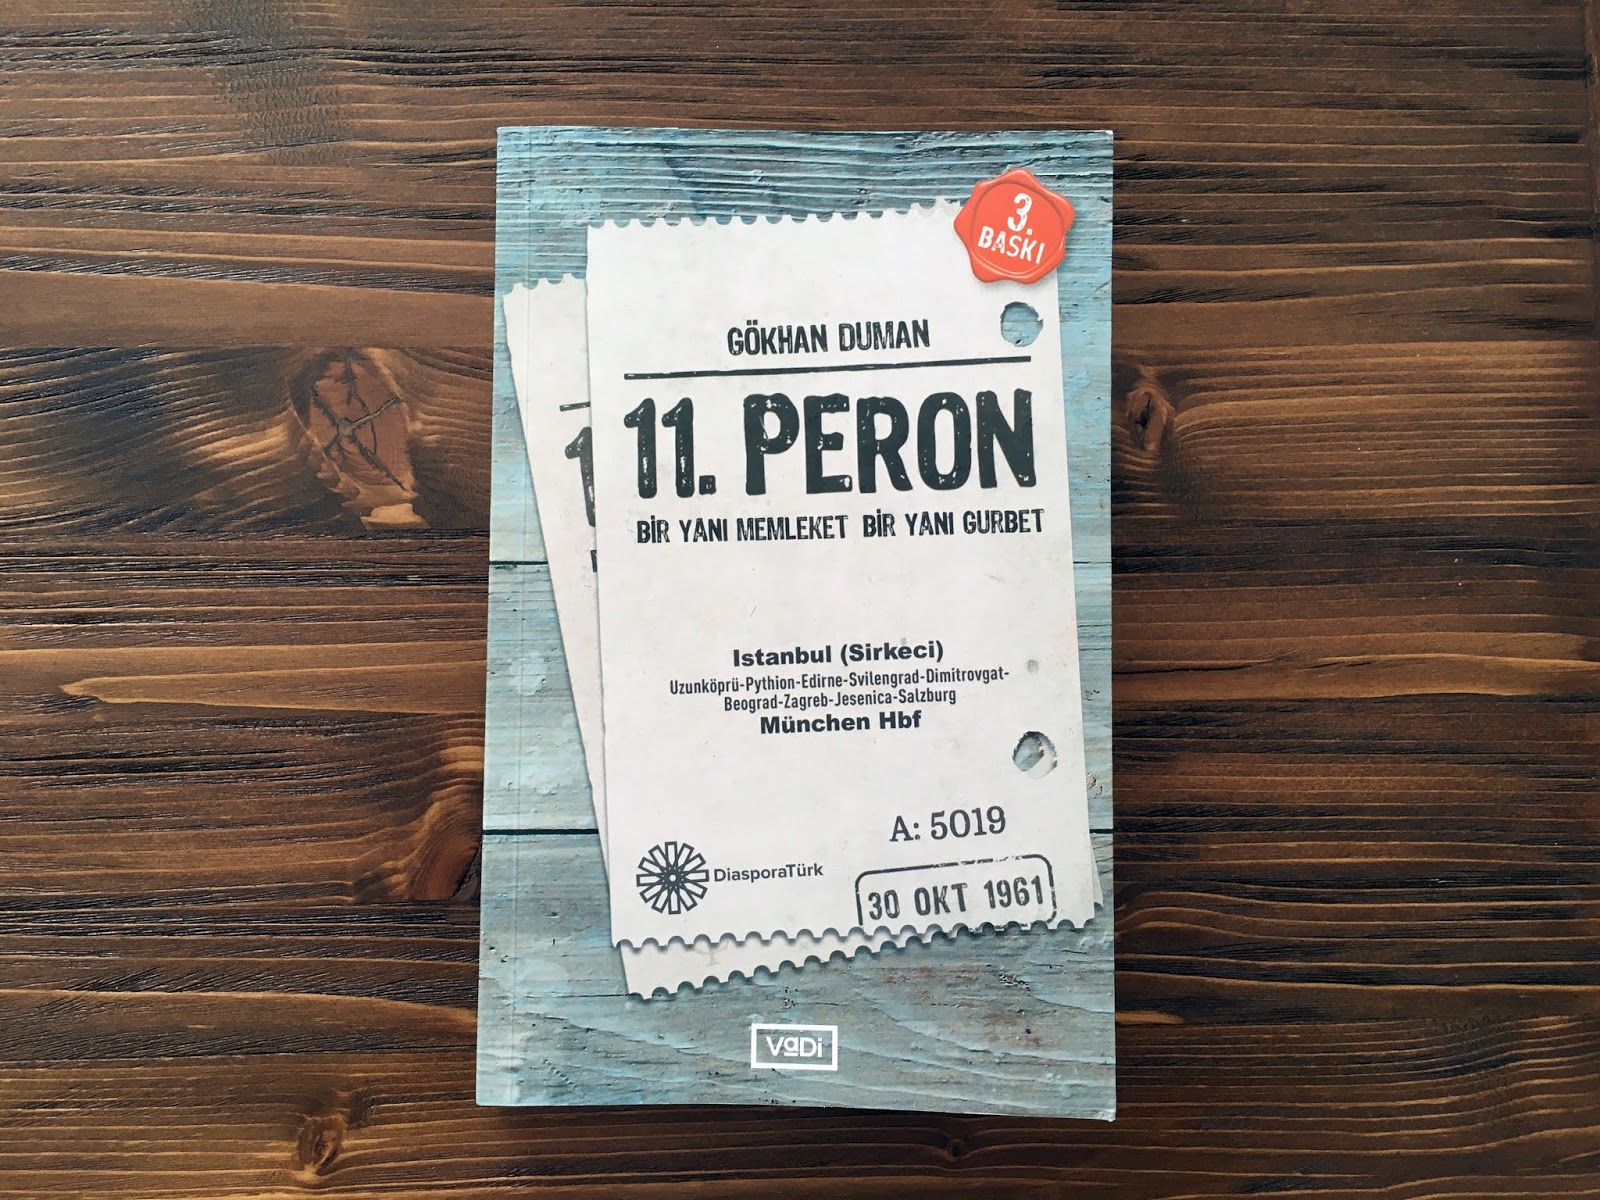 3.
BASKI
GÖKHAN DUMAN
11. PERON
BİR YANI MEMLEKET BİR YANI GURBET
Istanbul (Sirkeci)
Uzunköprü-Pythion-Edirne-Svilengrad-Dimitrovgat-
Beograd-Zagreb-Jesenica-Salzburg
München Hbf
A: 5019
DiasporaTürk
30 OKT 1961
VaDi